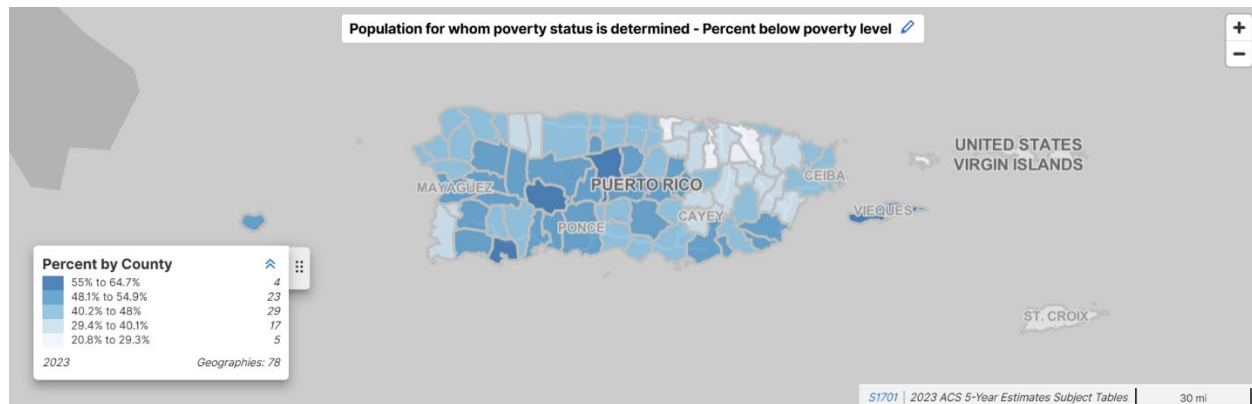 Population for whom poverty status is determined - Percent below poverty level
+
−
UNITED STATES
VIRGIN ISLANDS
MAYAGÜEZ
PUERTO RICO
CEIBA
VIEQUES
CAYEY
PONCE
ST. CROIX
Percent by County
55% to 64.7% 4
48.1% to 54.9% 23
40.2% to 48% 29
29.4% to 40.1% 17
20.8% to 29.3% 5
2023 Geographies: 78
S1701 | 2023 ACS 5-Year Estimates Subject Tables 30 mi